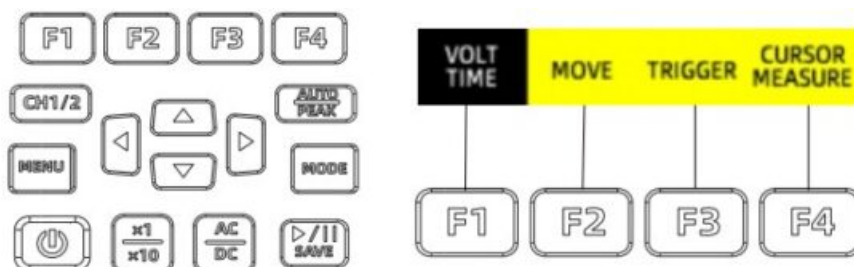 F1 F2 F3 F4
CH1/2 AUTO
PEAK
MENU MODE
x1
x10
AC
DC
▷/II
SAVE
VOLT
TIME
MOVE
TRIGGER
CURSOR
MEASURE
F1 F2 F3 F4